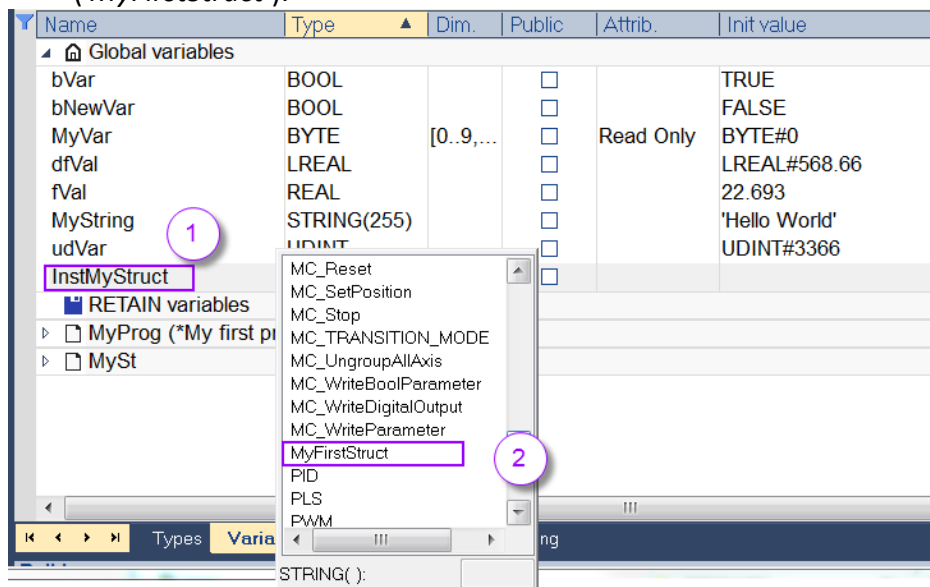 ('MyFirstStruct').
Name Type Dim. Public Attrib. Init value
Global variables
bVar BOOL TRUE
bNewVar BOOL FALSE
MyVar BYTE [0..9,... Read Only BYTE#0
dfVal LREAL LREAL#568.66
fVal REAL 22.693
MyString STRING(255) 'Hello World'
1
udVar UDINT UDINT#3366
InstMyStruct
RETAIN variables
MyProg (*My first pr
MySt
MC_Reset
MC_SetPosition
MC_Stop
MC_TRANSITION_MODE
MC_UngroupAllAxis
MC_WriteBoolParameter
MC_WriteDigitalOutput
MC_WriteParameter
MyFirstStruct
2
PID
PLS
PWM
Types Varia ng
STRING( ):